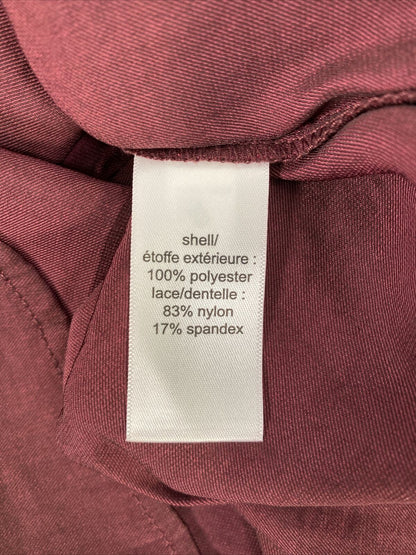 shell/
étoffe extérieure :
100% polyester
lace/dentelle :
83% nylon
17% spandex